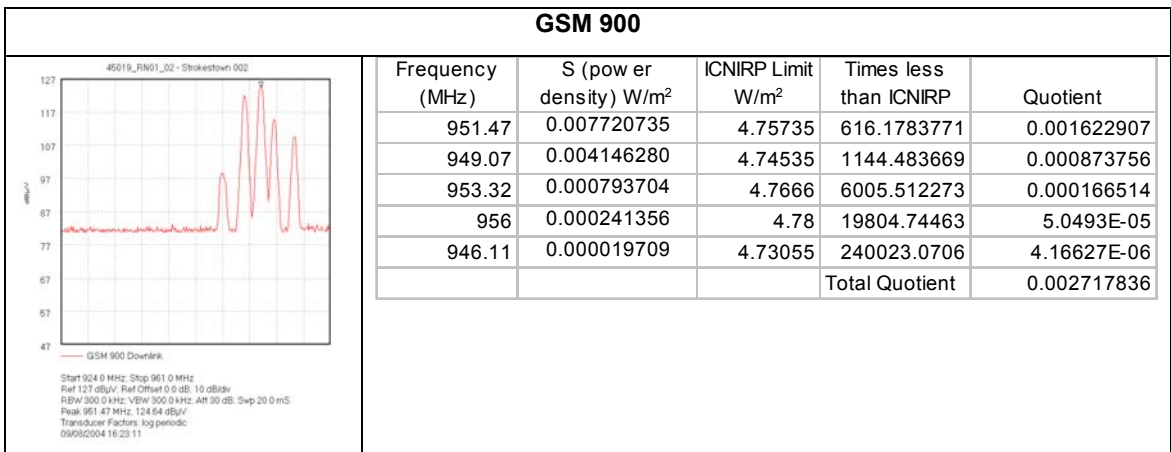 GSM 900
45019_RN01_02 - Strokestown 002
127
117
107
97
87
77
67
57
47
dBµV
GSM 900 Downlink
Start 924.0 MHz; Stop 961.0 MHz
Ref 127 dBµV; Ref Offset 0.0 dB; 10 dB/div
RBW 300.0 kHz; VBW 300.0 kHz; Att 30 dB; Swp 20.0 mS
Peak 951.47 MHz, 124.64 dBµV
Transducer Factors: log periodic
09/08/2004 16:23:11
Frequency (MHz) S (pow er density) W/m² ICNIRP Limit W/m² Times less than ICNIRP Quotient
951.47 0.007720735 4.75735 616.1783771 0.001622907
949.07 0.004146280 4.74535 1144.483669 0.000873756
953.32 0.000793704 4.7666 6005.512273 0.000166514
956 0.000241356 4.78 19804.74463 5.0493E-05
946.11 0.000019709 4.73055 240023.0706 4.16627E-06
Total Quotient 0.002717836